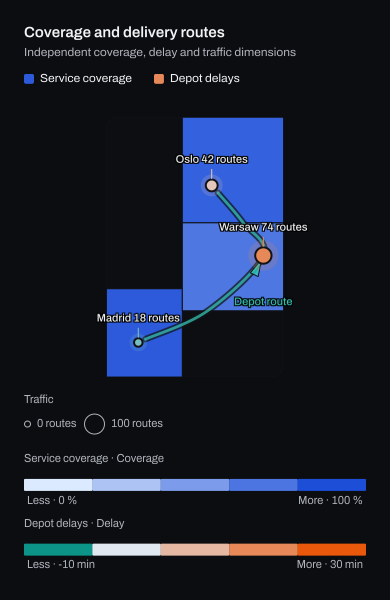 Coverage and delivery routes
Independent coverage, delay and traffic dimensions
Service coverage
Depot delays
Oslo 42 routes
Warsaw 74 routes
Depot route
Madrid 18 routes
Traffic
0 routes
100 routes
Service coverage · Coverage
Less · 0 %
More · 100 %
Depot delays · Delay
Less · -10 min
More · 30 min